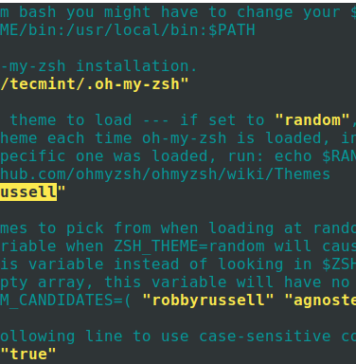 m bash you might have to change your $
ME/bin:/usr/local/bin:$PATH
-my-zsh installation.
/tecmint/.oh-my-zsh"
theme to load --- if set to "random",
heme each time oh-my-zsh is loaded, in
pecific one was loaded, run: echo $RAN
hub.com/ohmyzsh/ohmyzsh/wiki/Themes
ussell"
mes to pick from when loading at rando
riable when ZSH_THEME=random will caus
is variable instead of looking in $ZSH
pty array, this variable will have no
M_CANDIDATES=( "robbyrussell" "agnoste
ollowing line to use case-sensitive co
"true"